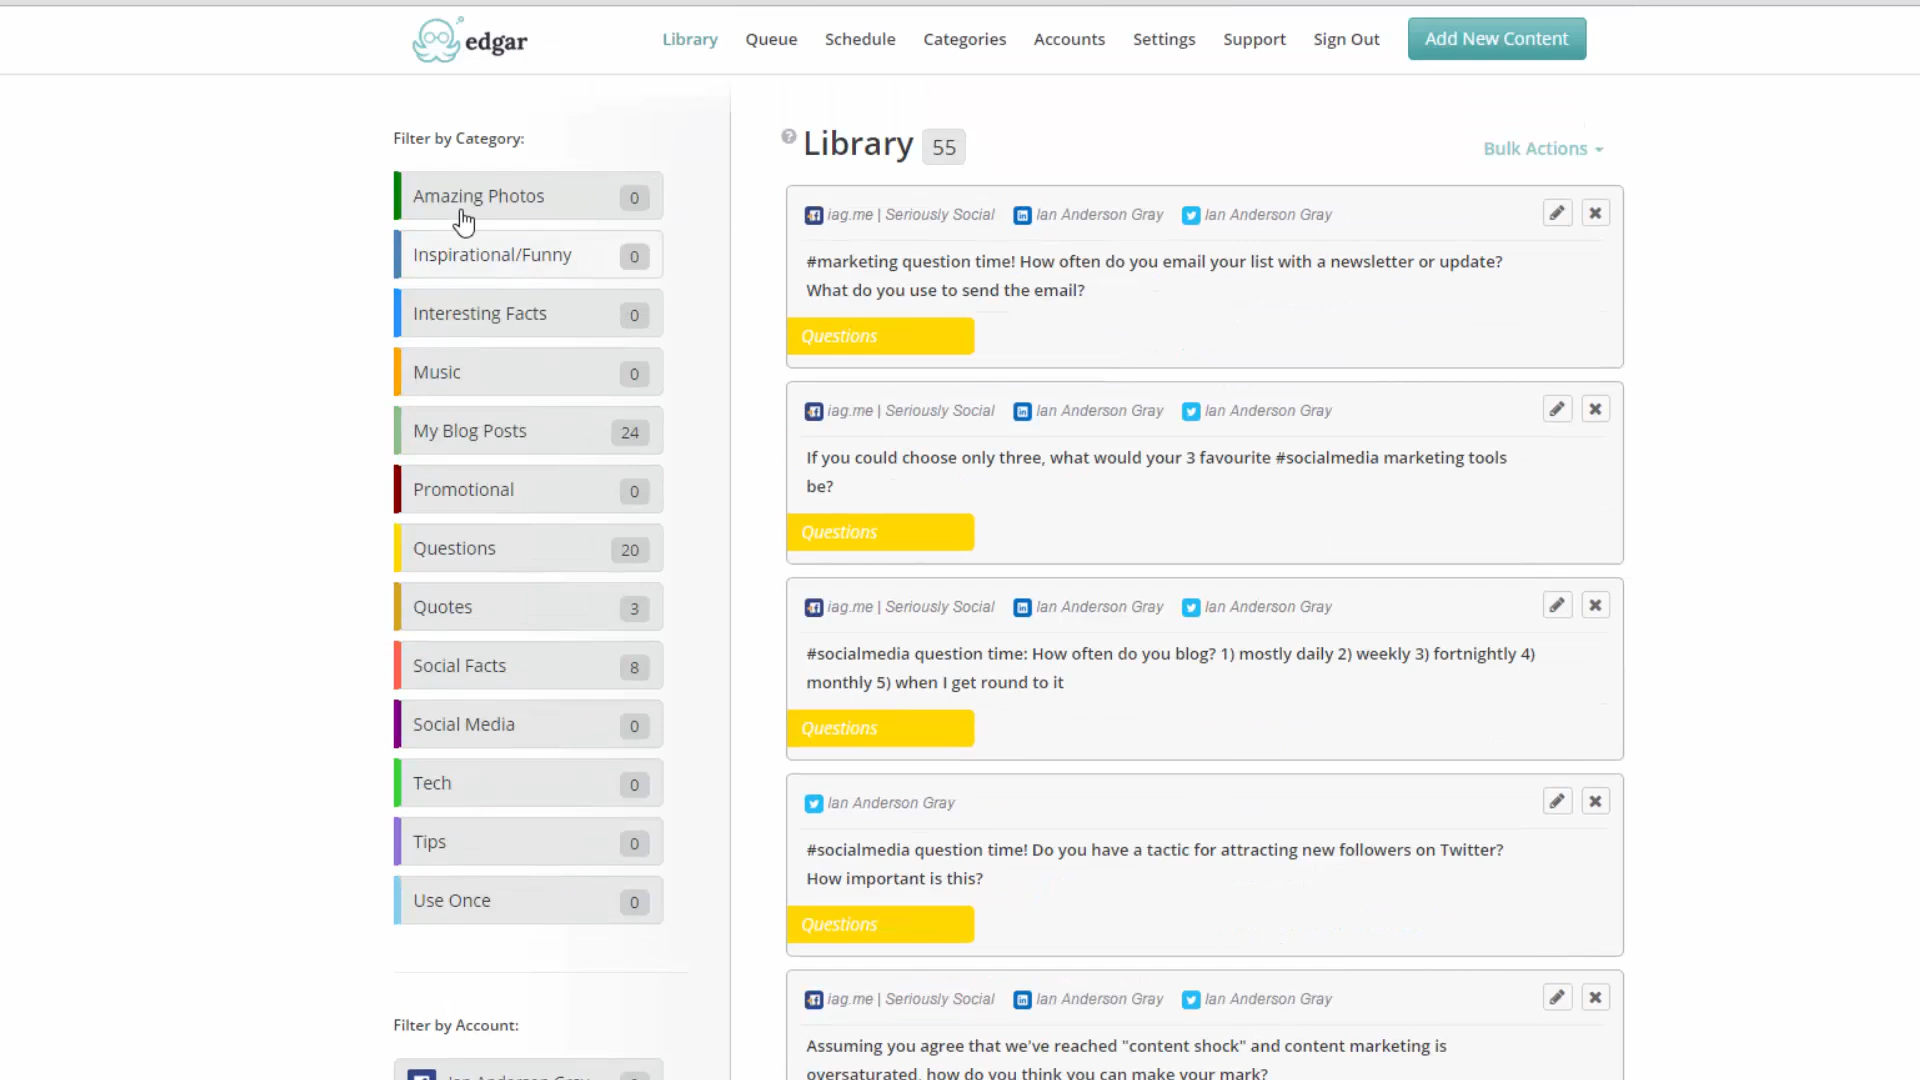 edgar
Library
Queue
Schedule
Categories
Accounts
Settings
Support
Sign Out
Add New Content
Filter by Category:
Amazing Photos 0
Inspirational/Funny 0
Interesting Facts 0
Music 0
My Blog Posts 24
Promotional 0
Questions 20
Quotes 3
Social Facts 8
Social Media 0
Tech 0
Tips 0
Use Once 0
Filter by Account:
Ian Anderson Gray
? Library 55
Bulk Actions
iag.me | Seriously Social Ian Anderson Gray Ian Anderson Gray
#marketing question time! How often do you email your list with a newsletter or update?
What do you use to send the email?
Questions
iag.me | Seriously Social Ian Anderson Gray Ian Anderson Gray
If you could choose only three, what would your 3 favourite #socialmedia marketing tools
be?
Questions
iag.me | Seriously Social Ian Anderson Gray Ian Anderson Gray
#socialmedia question time: How often do you blog? 1) mostly daily 2) weekly 3) fortnightly 4)
monthly 5) when I get round to it
Questions
Ian Anderson Gray
#socialmedia question time! Do you have a tactic for attracting new followers on Twitter?
How important is this?
Questions
iag.me | Seriously Social Ian Anderson Gray Ian Anderson Gray
Assuming you agree that we've reached "content shock" and content marketing is
oversaturated, how do you think you can make your mark?